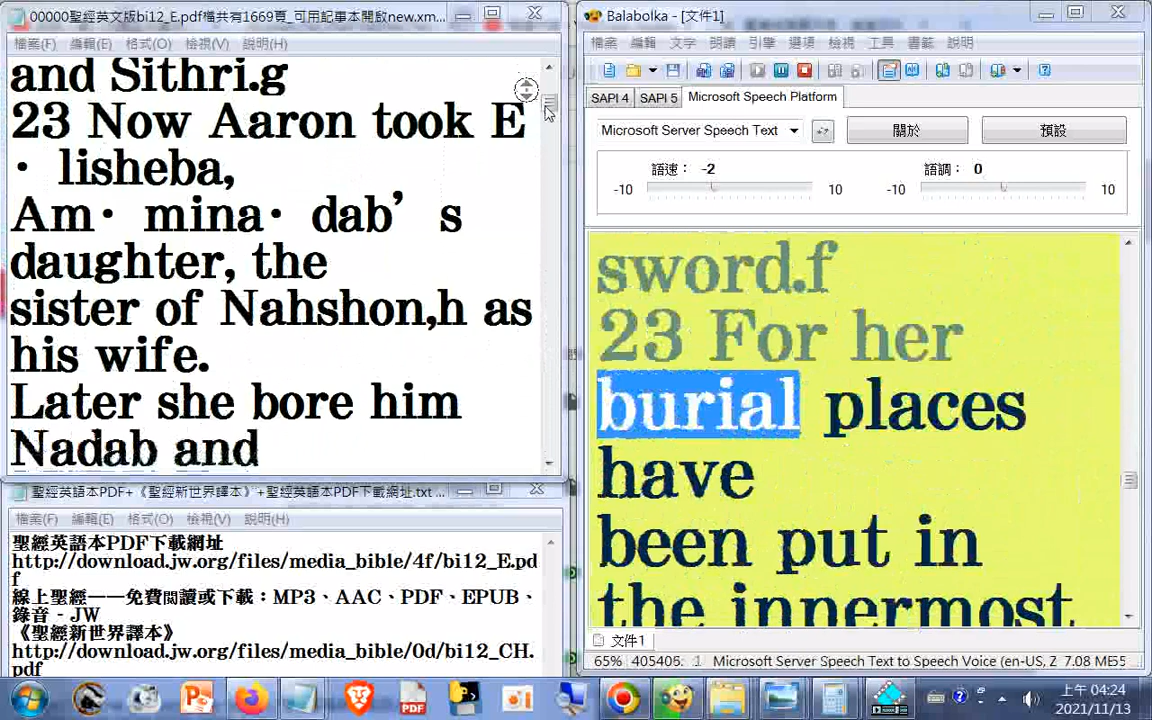 00000聖經英文版bi12_E.pdf檔共有1669頁_可用記事本開啟new.xm...
檔案(F) 編輯(E) 格式(O) 檢視(V) 說明(H)
and Sithri.g
23 Now Aaron took E
· lisheba,
Am· mina· dab’ s
daughter, the
sister of Nahshon,h as
his wife.
Later she bore him
Nadab and
聖經英語本PDF+《聖經新世界譯本》+聖經英語本PDF下載網址.txt ...
檔案(F) 編輯(E) 格式(O) 檢視(V) 說明(H)
聖經英語本PDF下載網址
http://download.jw.org/files/media_bible/4f/bi12_E.pd
f
線上聖經──免費閱讀或下載：MP3、AAC、PDF、EPUB、
錄音 - JW
《聖經新世界譯本》
http://download.jw.org/files/media_bible/0d/bi12_CH.
pdf
Balabolka - [文件1]
檔案 編輯 文字 朗讀 引擎 選項 檢視 工具 書籤 說明
SAPI 4 SAPI 5 Microsoft Speech Platform
Microsoft Server Speech Text 關於 預設
語速： -2 語調： 0
-10 10 -10 10
sword.f
23 For her
burial places
have
been put in
the innermost
文件1
65% 405405: 1 Microsoft Server Speech Text to Speech Voice (en-US, Z 7.08 ME55
PDF
上午 04:24
2021/11/13